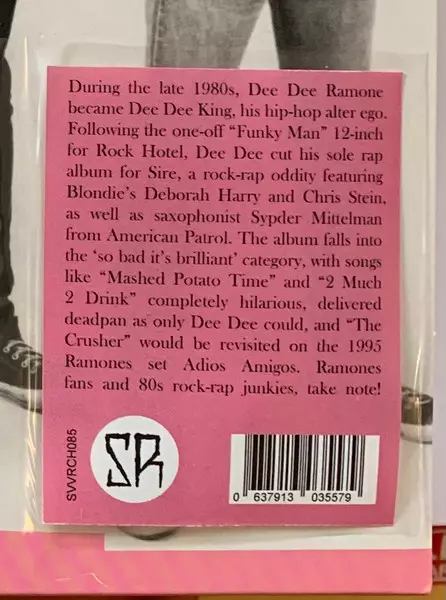 During the late 1980s, Dee Dee Ramone
became Dee Dee King, his hip-hop alter ego.
Following the one-off “Funky Man” 12-inch
for Rock Hotel, Dee Dee cut his sole rap
album for Sire, a rock-rap oddity featuring
Blondie’s Deborah Harry and Chris Stein,
as well as saxophonist Sypder Mittelman
from American Patrol. The album falls into
the ‘so bad it’s brilliant’ category, with songs
like “Mashed Potato Time” and “2 Much
2 Drink” completely hilarious, delivered
deadpan as only Dee Dee could, and “The
Crusher” would be revisited on the 1995
Ramones set Adios Amigos. Ramones
fans and 80s rock-rap junkies, take note!
SVVRCH085
SR
0 637913 035579